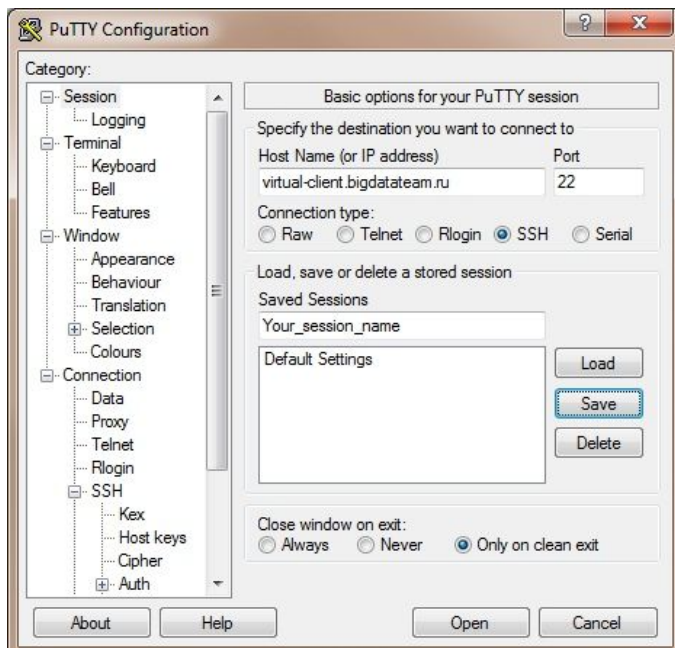 PuTTY Configuration
Category:
Session
Logging
Terminal
Keyboard
Bell
Features
Window
Appearance
Behaviour
Translation
Selection
Colours
Connection
Data
Proxy
Telnet
Rlogin
SSH
Kex
Host keys
Cipher
Auth
Basic options for your PuTTY session
Specify the destination you want to connect to
Host Name (or IP address) Port
virtual-client.bigdatateam.ru 22
Connection type:
Raw Telnet Rlogin SSH Serial
Load, save or delete a stored session
Saved Sessions
Your_session_name
Default Settings
Load
Save
Delete
Close window on exit:
Always Never Only on clean exit
About Help Open Cancel